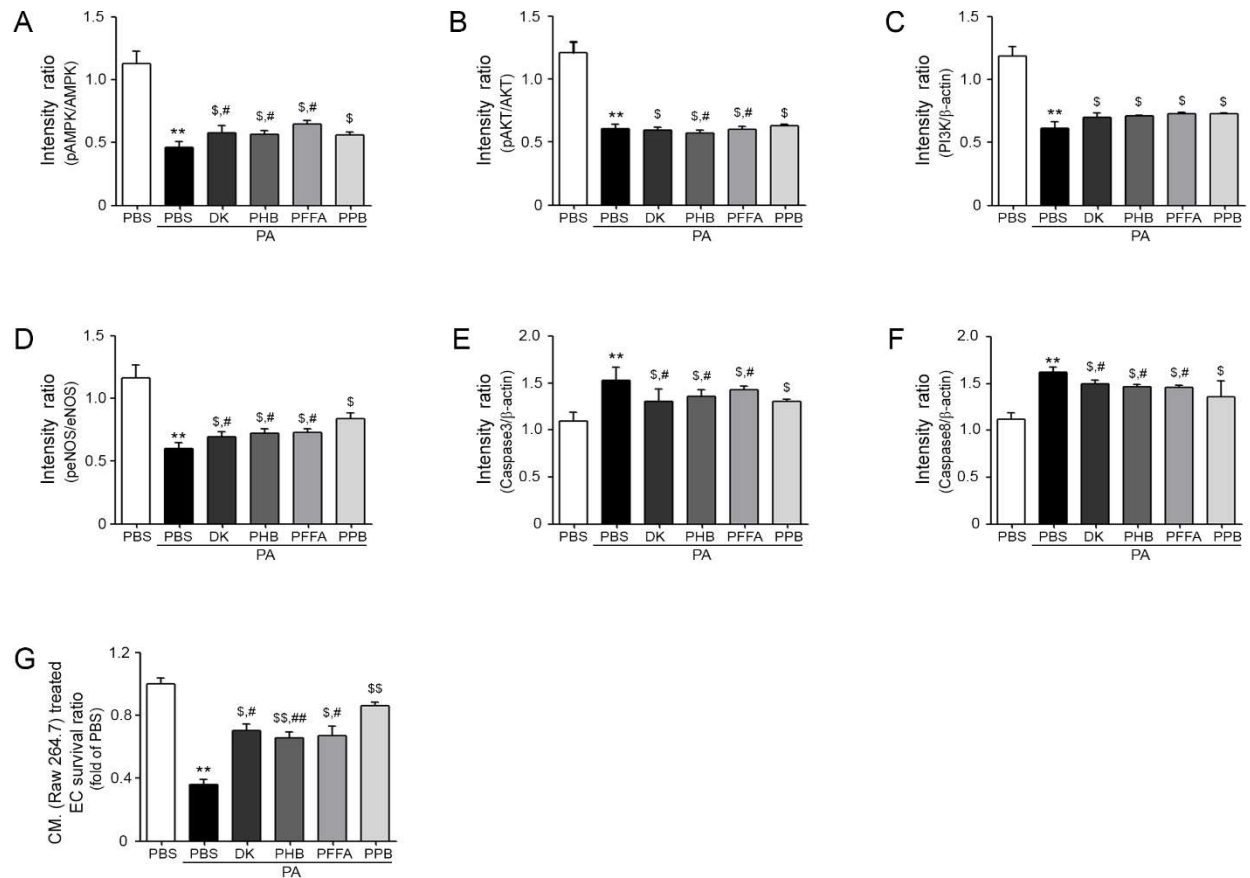 A
Intensity ratio
(pAMPK/AMPK)
1.5
1.0
0.5
0
**
$,#
$,#
$,#
$
PBS PBS DK PHB PFFA PPB
PA
B
Intensity ratio
(pAKT/AKT)
1.5
1.0
0.5
0
**
$
$,#
$,#
$
PBS PBS DK PHB PFFA PPB
PA
C
Intensity ratio
(PI3K/β-actin)
1.5
1.0
0.5
0
**
$
$
$
$
PBS PBS DK PHB PFFA PPB
PA
D
Intensity ratio
(peNOS/eNOS)
1.5
1.0
0.5
0
**
$,#
$,#
$,#
$
PBS PBS DK PHB PFFA PPB
PA
E
Intensity ratio
(Caspase3/β-actin)
2.0
1.5
1.0
0.5
0
**
$,#
$,#
$,#
$
PBS PBS DK PHB PFFA PPB
PA
F
Intensity ratio
(Caspase8/β-actin)
2.0
1.5
1.0
0.5
0
**
$,#
$,#
$,#
$
PBS PBS DK PHB PFFA PPB
PA
G
CM. (Raw 264.7) treated
EC survival ratio
(fold of PBS)
1.2
0.8
0.4
0
**
$,#
$$,##
$,#
$$
PBS PBS DK PHB PFFA PPB
PA